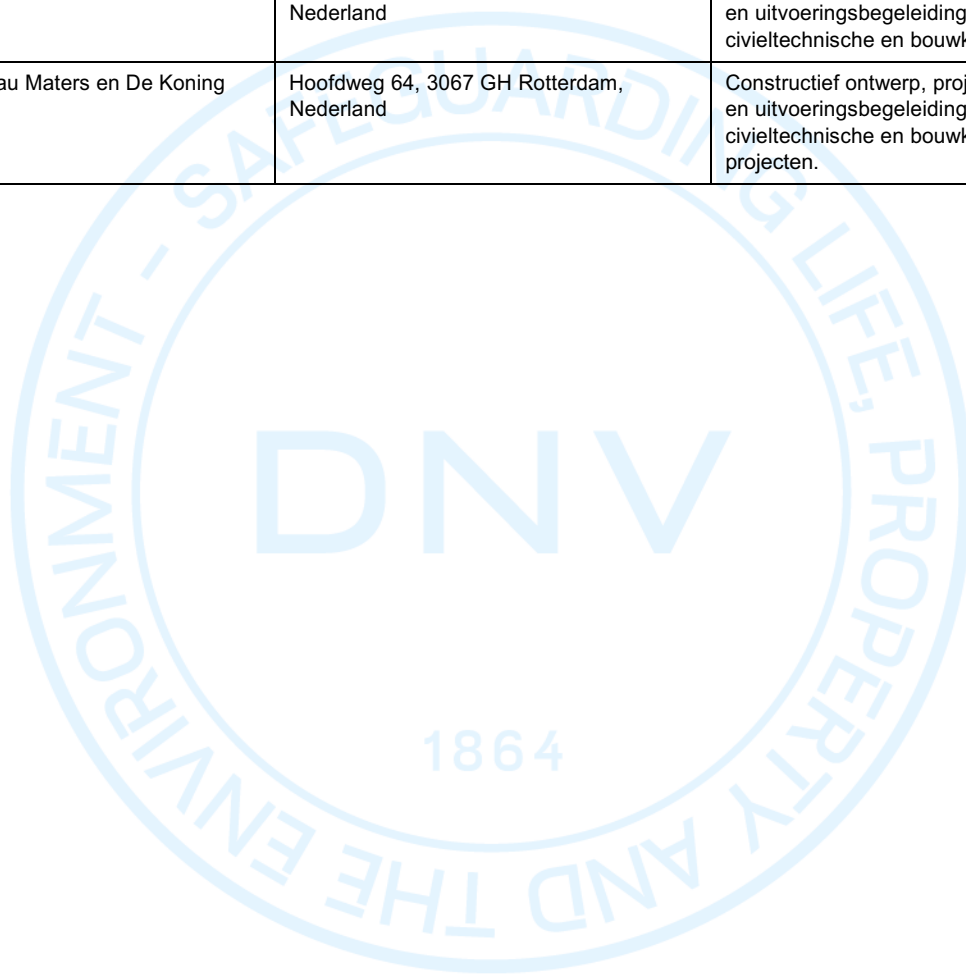 Nederland
en uitvoeringsbegeleiding
civieltechnische en bouwk
au Maters en De Koning
Hoofdweg 64, 3067 GH Rotterdam,
Nederland
Constructief ontwerp, proj
en uitvoeringsbegeleiding
civieltechnische en bouwk
projecten.
SAFEGUARDING LIFE, PROPERTY AND THE ENVIRONMENT -
DNV
1864